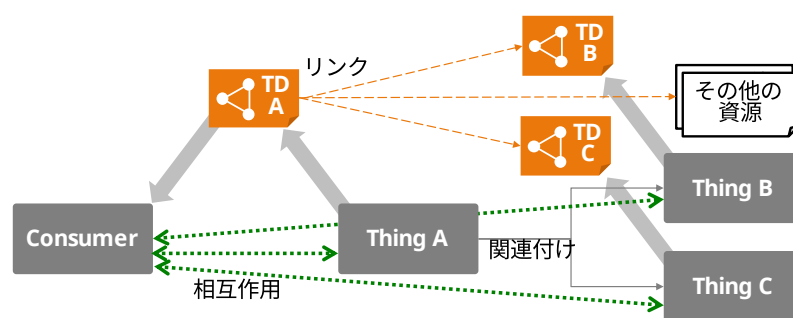 TD
B
リンク
TD
A
その他の
資源
TD
C
Thing B
Consumer
Thing A
関連付け
Thing C
相互作用